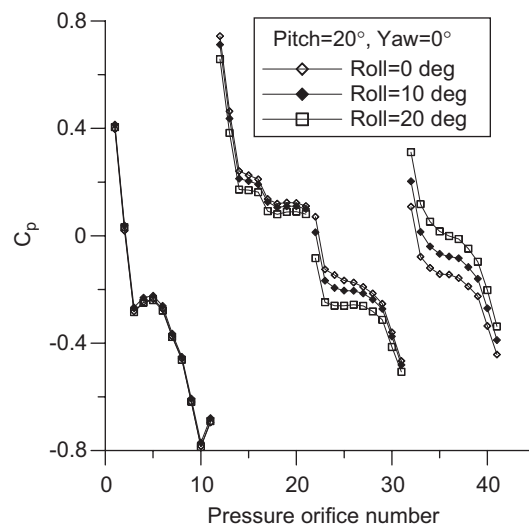 0.8
Pitch=20°, Yaw=0°
Roll=0 deg
Roll=10 deg
Roll=20 deg
0.4
0
-0.4
-0.8
Cp
0 10 20 30 40
Pressure orifice number